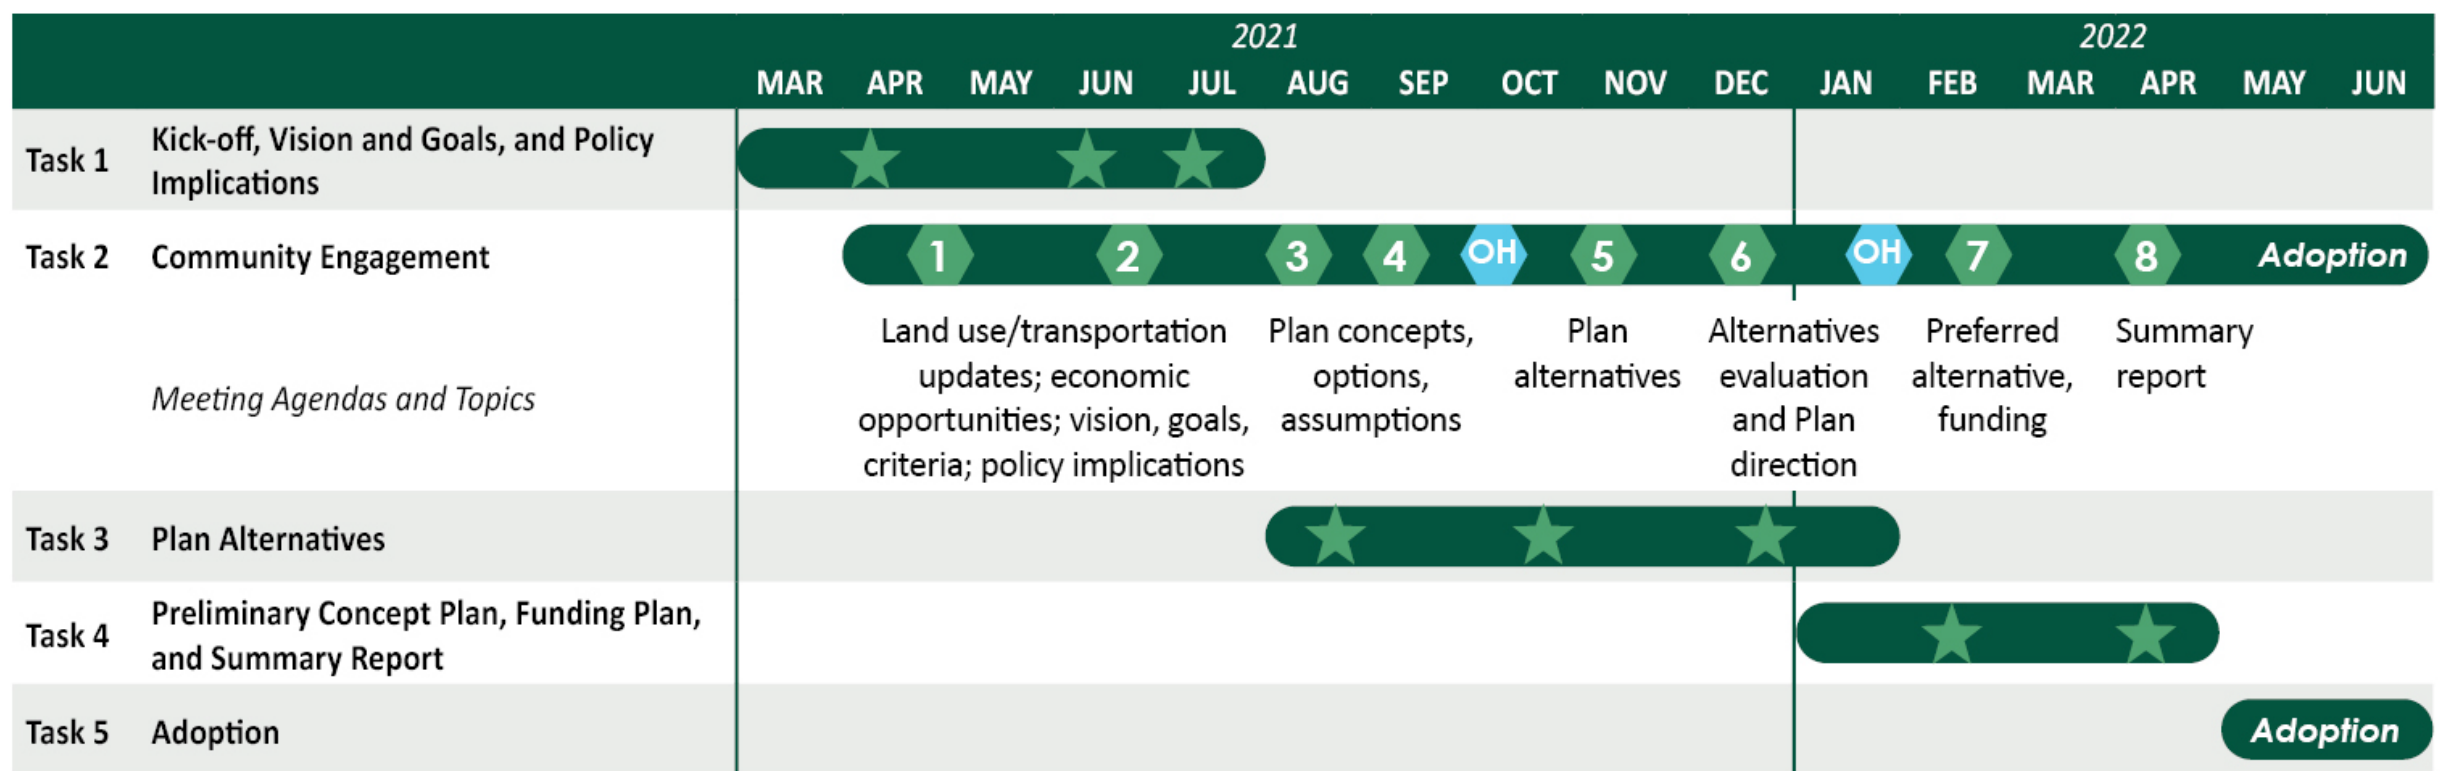 2021 2022
MAR APR MAY JUN JUL AUG SEP OCT NOV DEC JAN FEB MAR APR MAY JUN
Task 1
Kick-off, Vision and Goals, and Policy
Implications
Task 2 Community Engagement 1 2 3 4 OH 5 6 OH 7 8 Adoption
Meeting Agendas and Topics
Land use/transportation
updates; economic
opportunities; vision, goals,
criteria; policy implications
Plan concepts,
options,
assumptions
Plan
alternatives
Alternatives
evaluation
and Plan
direction
Preferred
alternative,
funding
Summary
report
Task 3 Plan Alternatives
Task 4
Preliminary Concept Plan, Funding Plan,
and Summary Report
Task 5 Adoption Adoption